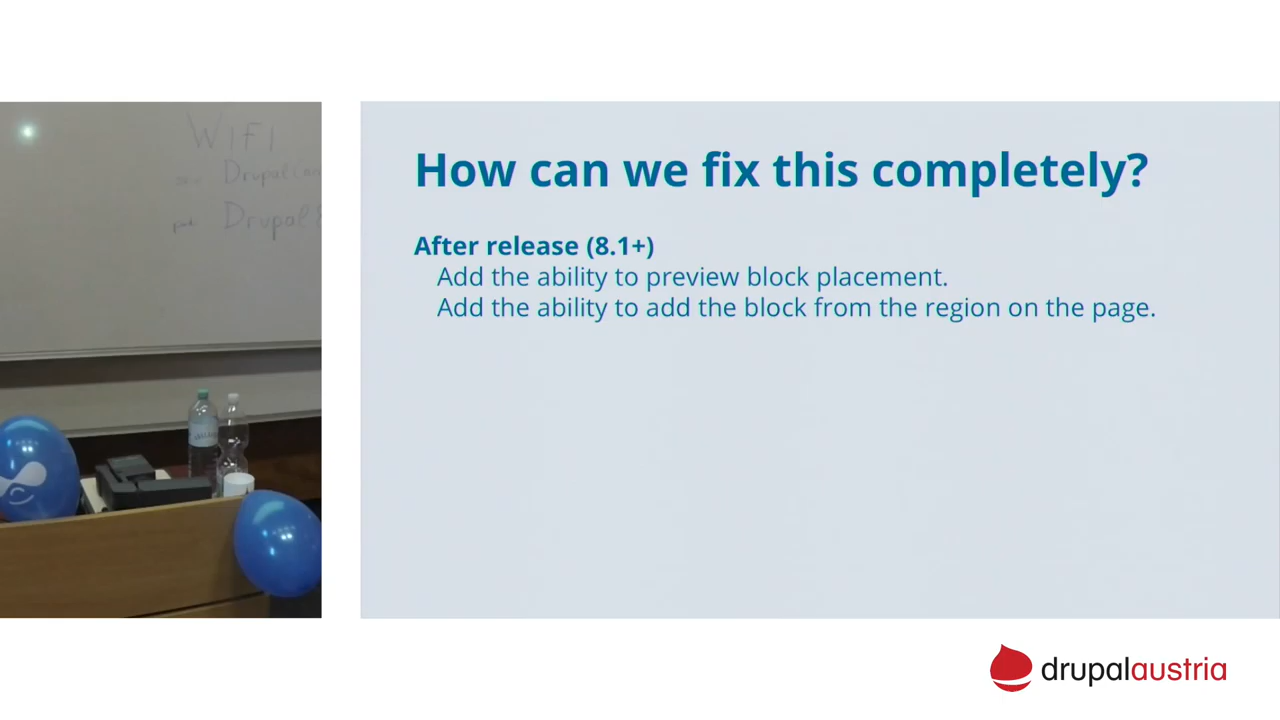 WIFI
Drupal
How can we fix this completely?
After release (8.1+)
Add the ability to preview block placement.
Add the ability to add the block from the region on the page.
drupalaustria